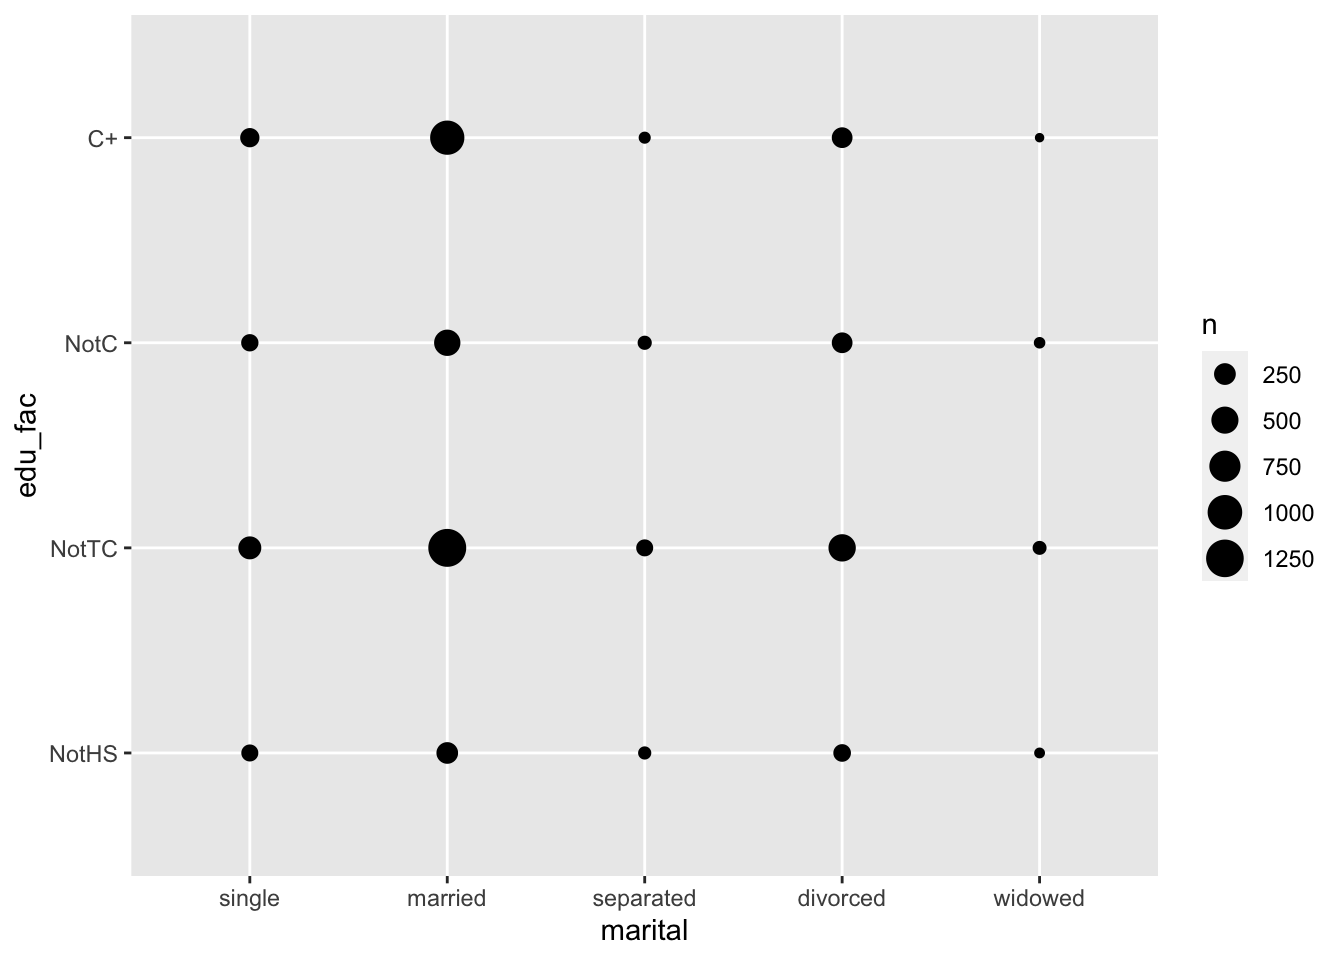 C+
NotC
NotTC
NotHS
edu_fac
single married separated divorced widowed
marital
n
250
500
750
1000
1250